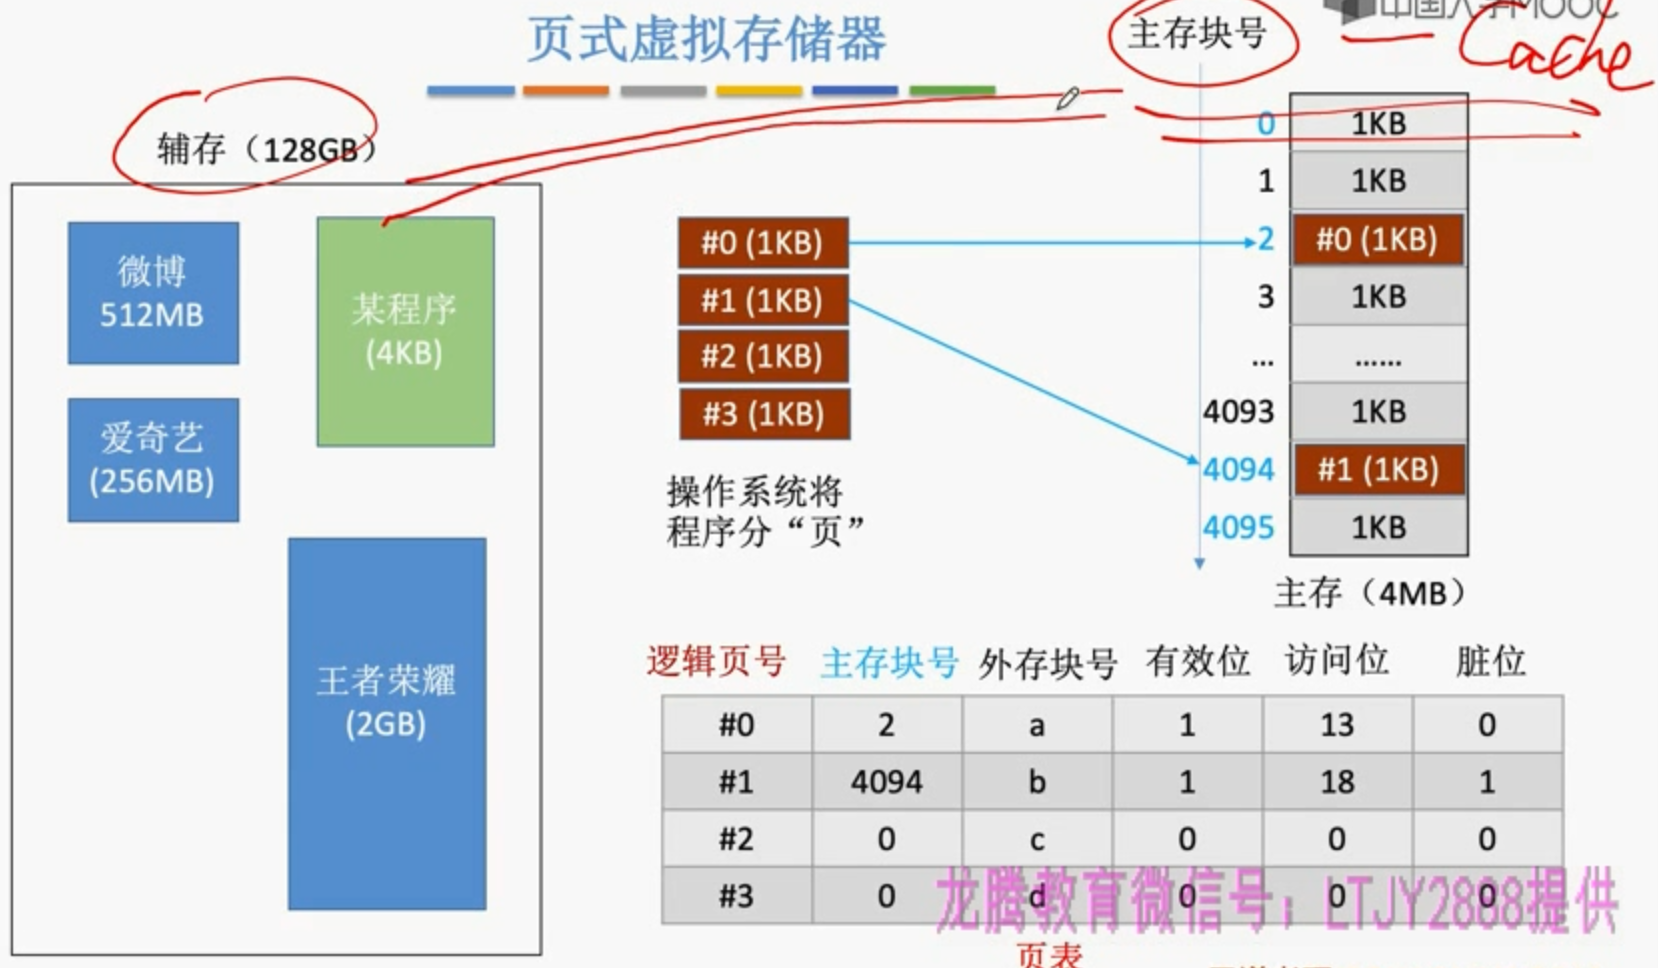 页式虚拟存储器
主存块号
中国大学MOOC
Cache
辅存（128GB）
微博
512MB
某程序
(4KB)
爱奇艺
(256MB)
王者荣耀
(2GB)
#0 (1KB)
#1 (1KB)
#2 (1KB)
#3 (1KB)
操作系统将
程序分“页”
0 1KB
1 1KB
2 #0 (1KB)
3 1KB
... ......
4093 1KB
4094 #1 (1KB)
4095 1KB
主存（4MB）
逻辑页号 主存块号 外存块号 有效位 访问位 脏位
#0 2 a 1 13 0
#1 4094 b 1 18 1
#2 0 c 0 0 0
#3 0 d 0 0 0
龙腾教育微信号：LTJY2888提供
页表